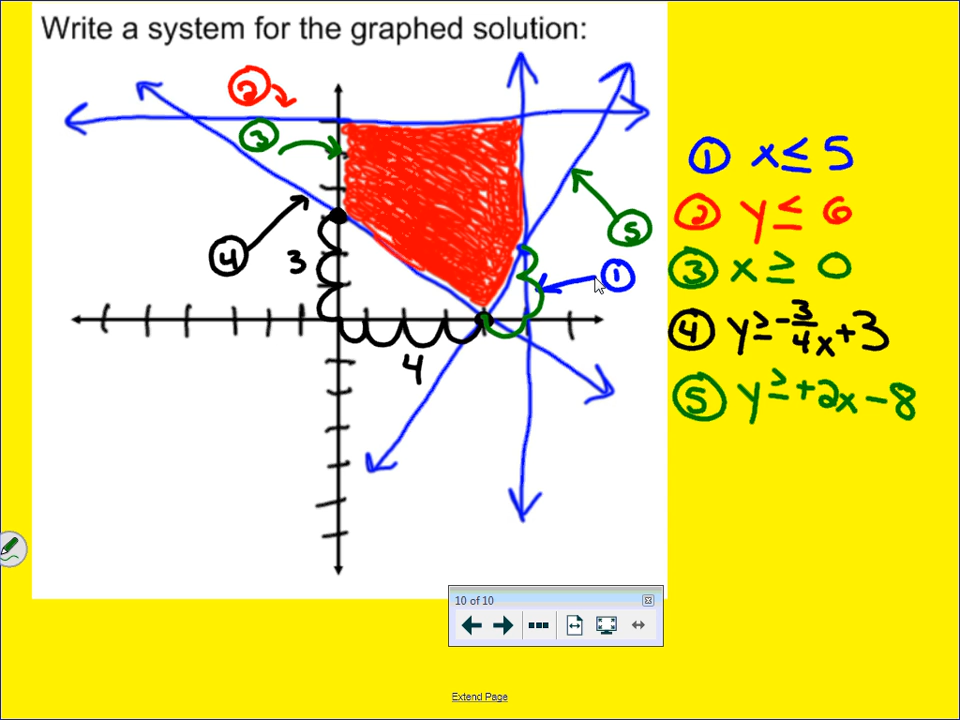 Write a system for the graphed solution:
②
③
④
3
⑤
①
4
① x ≤ 5
② y ≤ 6
③ x ≥ 0
④ y ≥ -3/4x + 3
⑤ y ≥ +2x - 8
10 of 10
Extend Page